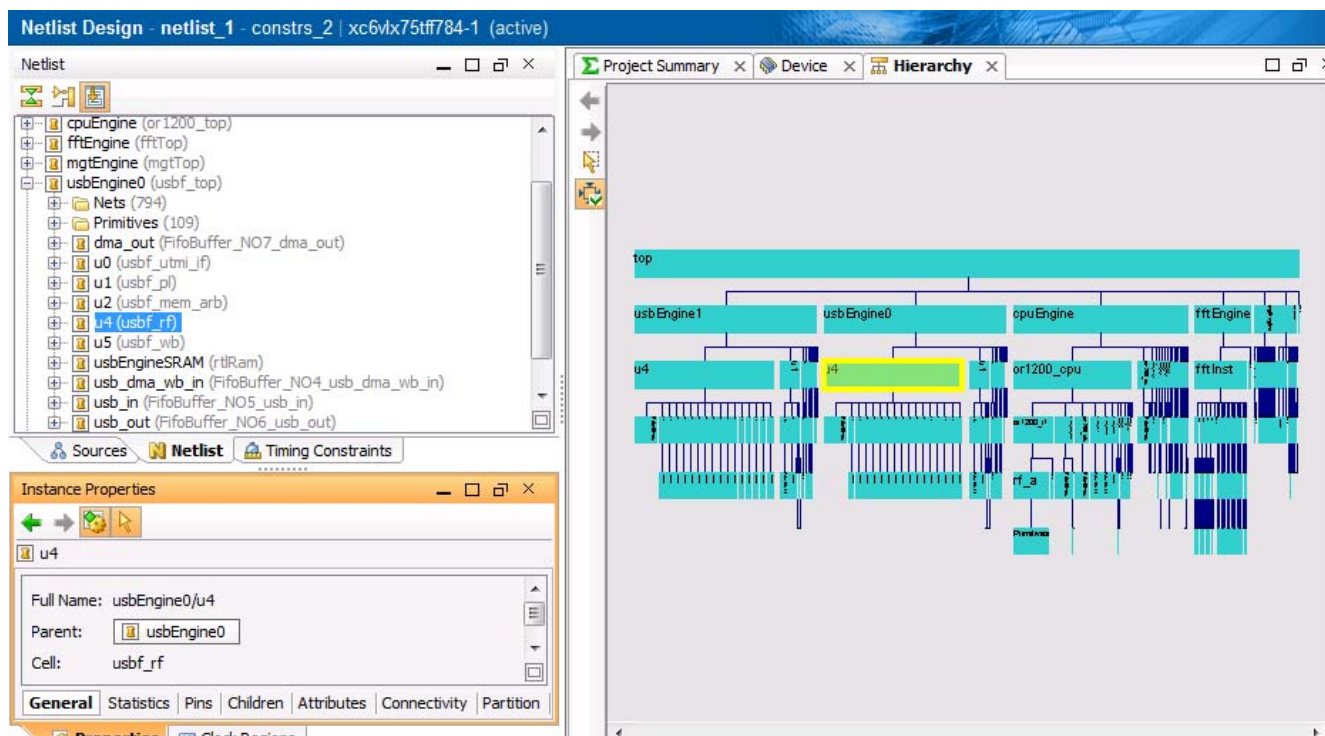 Netlist Design - netlist_1 - constrs_2 | xc6vlx75tff784-1 (active)
Netlist
cpuEngine (or1200_top)
fftEngine (fftTop)
mgtEngine (mgtTop)
usbEngine0 (usbf_top)
Nets (794)
Primitives (109)
dma_out (FifoBuffer_NO7_dma_out)
u0 (usbf_utmi_if)
u1 (usbf_pl)
u2 (usbf_mem_arb)
u4 (usbf_rf)
u5 (usbf_wb)
usbEngineSRAM (rtlRam)
usb_dma_wb_in (FifoBuffer_NO4_usb_dma_wb_in)
usb_in (FifoBuffer_NO5_usb_in)
usb_out (FifoBuffer_NO6_usb_out)
Sources Netlist Timing Constraints
Instance Properties
u4
Full Name: usbEngine0/u4
Parent: usbEngine0
Cell: usbf_rf
General Statistics Pins Children Attributes Connectivity Partition
Properties Clock Regions
Project Summary Device Hierarchy
top
usbEngine1 usbEngine0 cpuEngine fftEngine
u4 u4 or1200_cpu fftInst
rf_a
Primitives